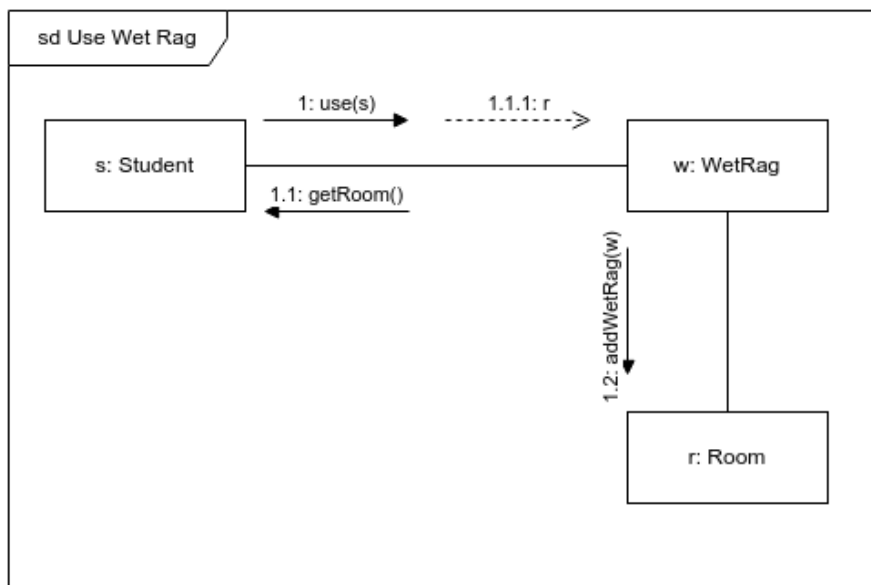 sd Use Wet Rag
1: use(s)
1.1.1: r
s: Student
w: WetRag
1.1: getRoom()
1.2: addWetRag(w)
r: Room